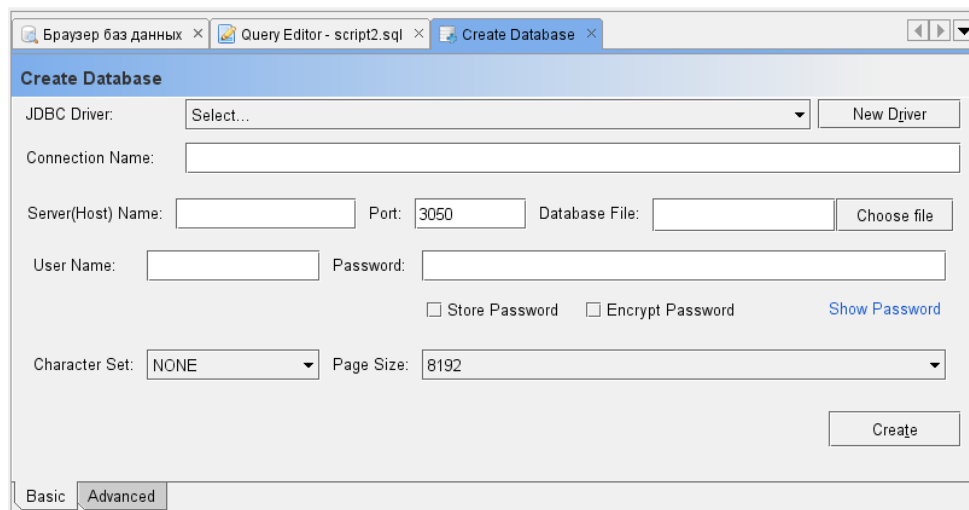 Браузер баз данных × Query Editor - script2.sql × Create Database ×
Create Database
JDBC Driver: Select... New Driver
Connection Name:
Server(Host) Name: Port: 3050 Database File: Choose file
User Name: Password:
Store Password Encrypt Password Show Password
Character Set: NONE Page Size: 8192
Create
Basic Advanced